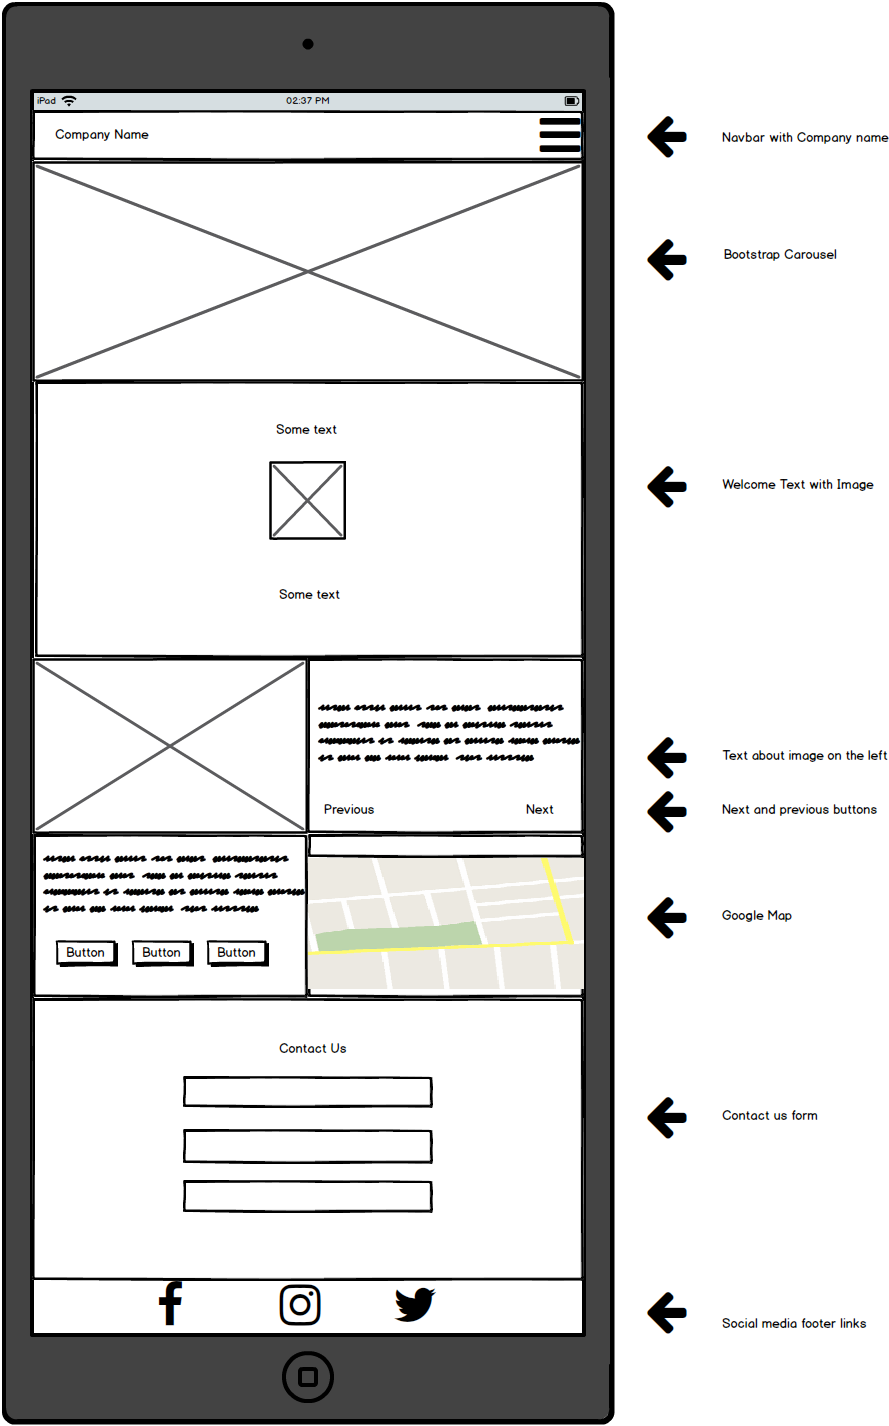 iPad
02:37 PM
Company Name
Navbar with Company name
Bootstrap Carousel
Some text
Welcome Text with Image
Some text
Text about image on the left
Previous
Next
Next and previous buttons
Button
Button
Button
Google Map
Contact Us
Contact us form
Social media footer links